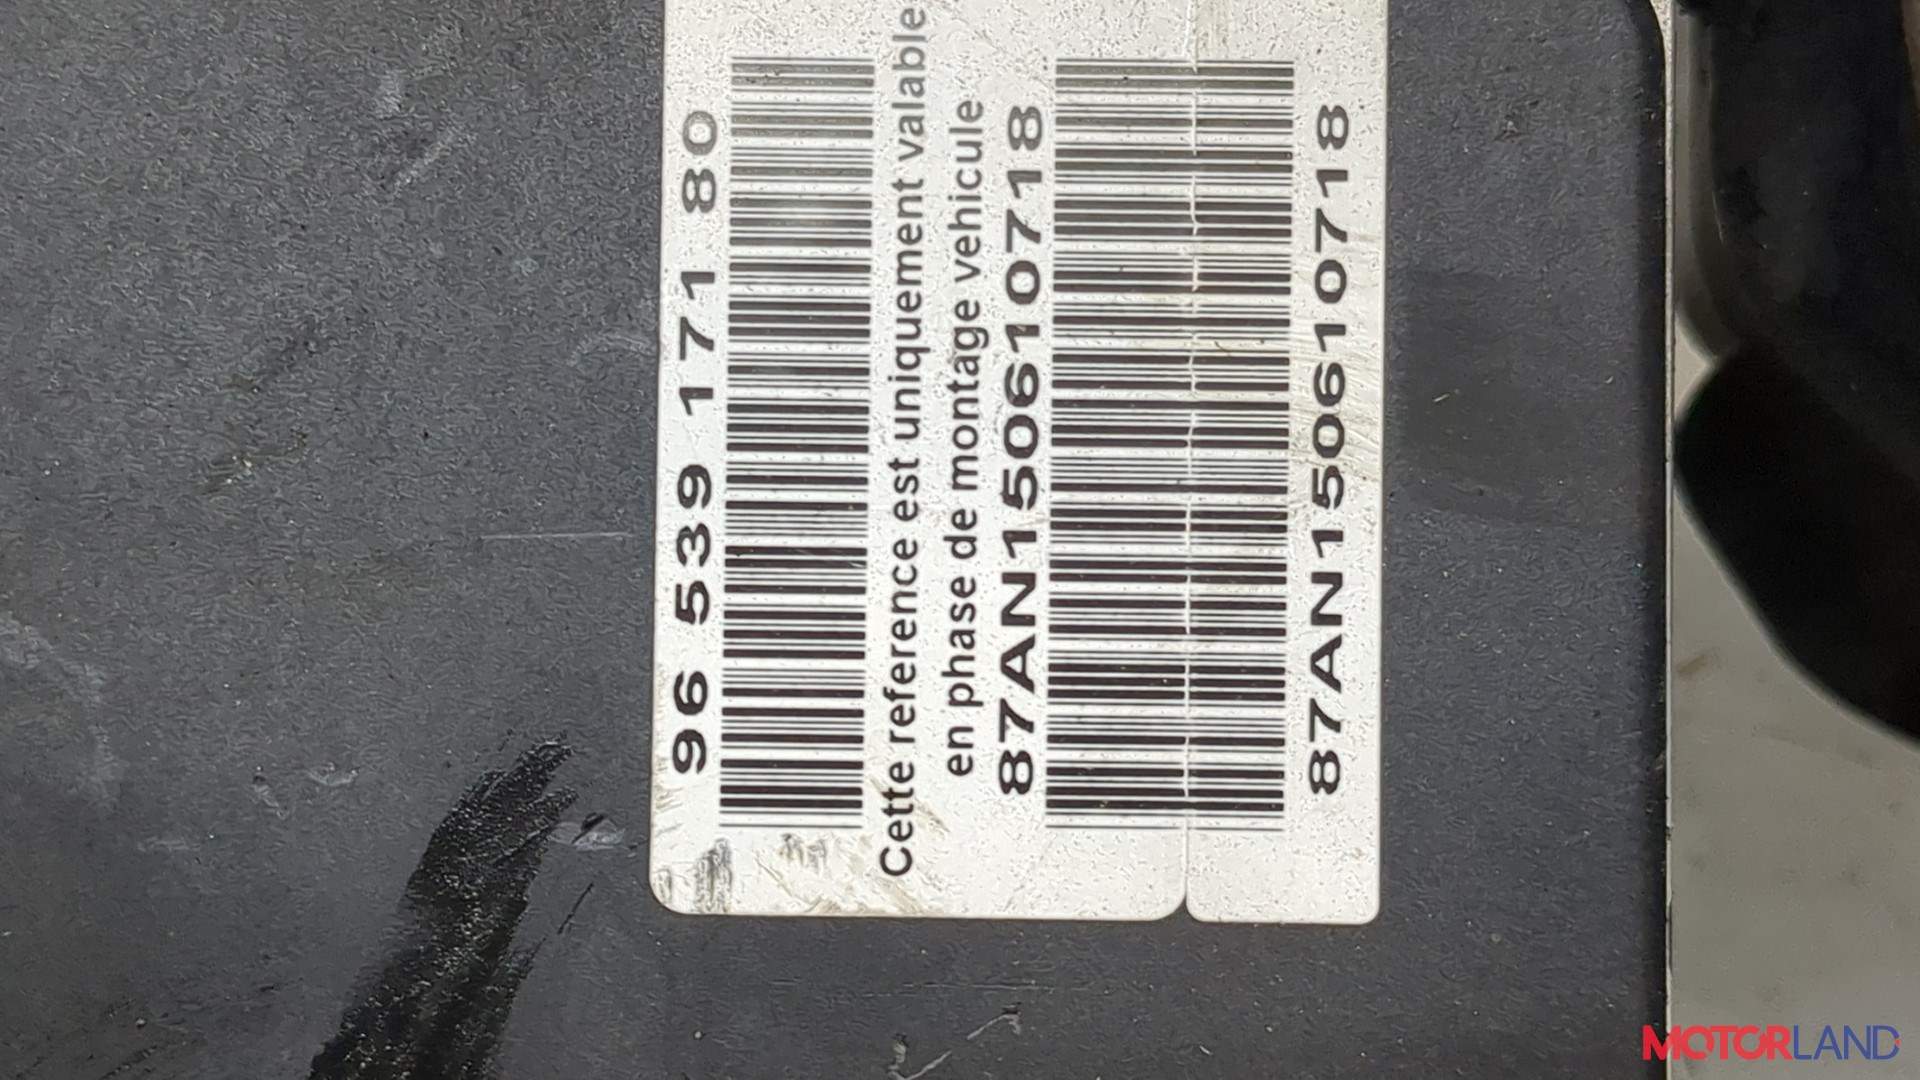 96 539 171 80
Cette reference est uniquement valable
en phase de montage vehicule
87AN150610718
87AN150610718
MOTORLAND